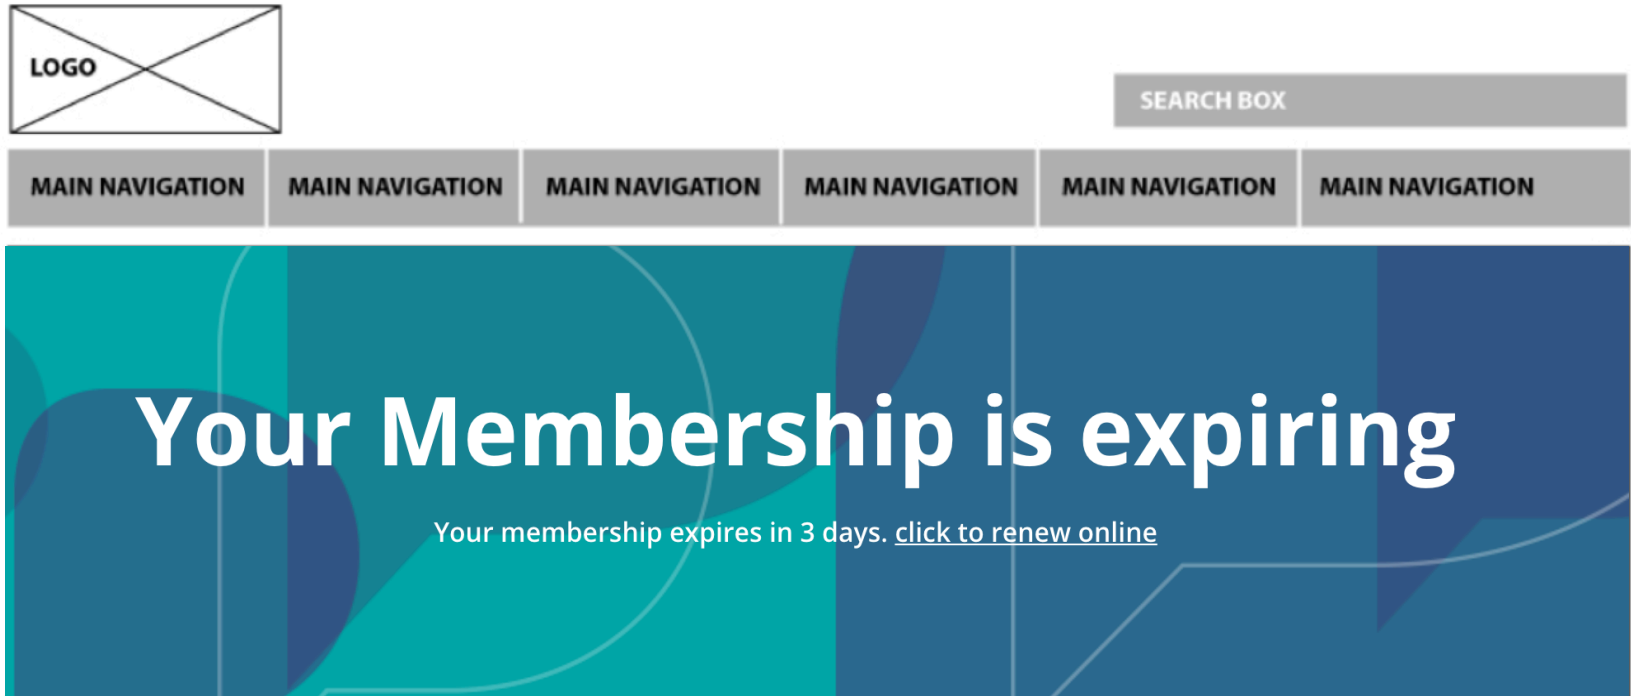 LOGO
SEARCH BOX
MAIN NAVIGATION MAIN NAVIGATION MAIN NAVIGATION MAIN NAVIGATION MAIN NAVIGATION MAIN NAVIGATION
Your Membership is expiring
Your membership expires in 3 days. click to renew online